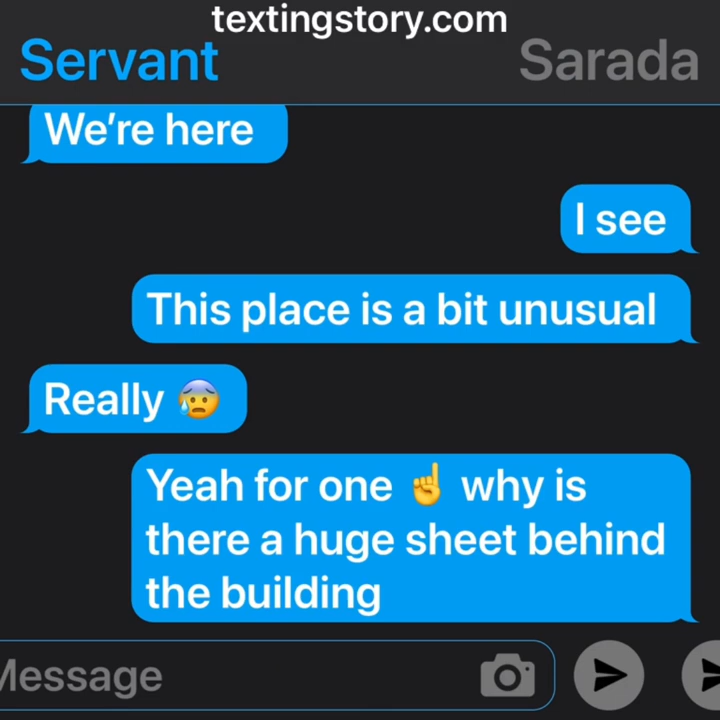 textingstory.com
Servant
Sarada
We're here
I see
This place is a bit unusual
Really 😰
Yeah for one ☝️ why is
there a huge sheet behind
the building
Message